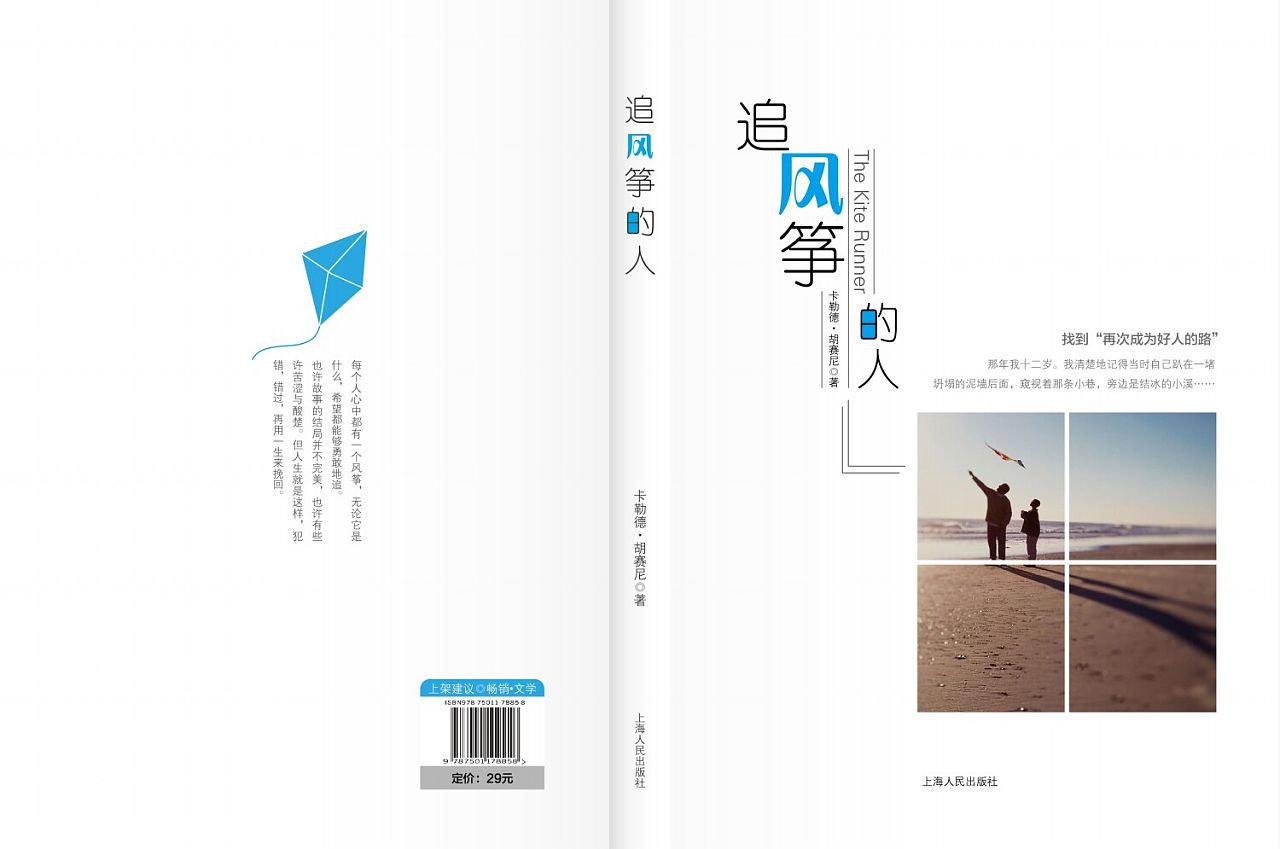 追风筝的人
The Kite Runner
卡勒德·胡赛尼◎著
找到“再次成为好人的路”
那年我十二岁。我清楚地记得当时自己趴在一堵
坍塌的泥墙后面，窥视着那条小巷，旁边是结冰的小溪……
上海人民出版社
追风筝的人
卡勒德·胡赛尼◎著
上海人民出版社
每个人心中都有一个风筝，无论它是
什么，希望都能够勇敢地追。
也许故事的结局并不完美，也许有些
许苦涩与酸楚。但人生就是这样，犯
错，错过，再用一生来挽回。
上架建议◎畅销•文学
ISBN978-75011-7885-8
9 787501178858 >
定价：29元